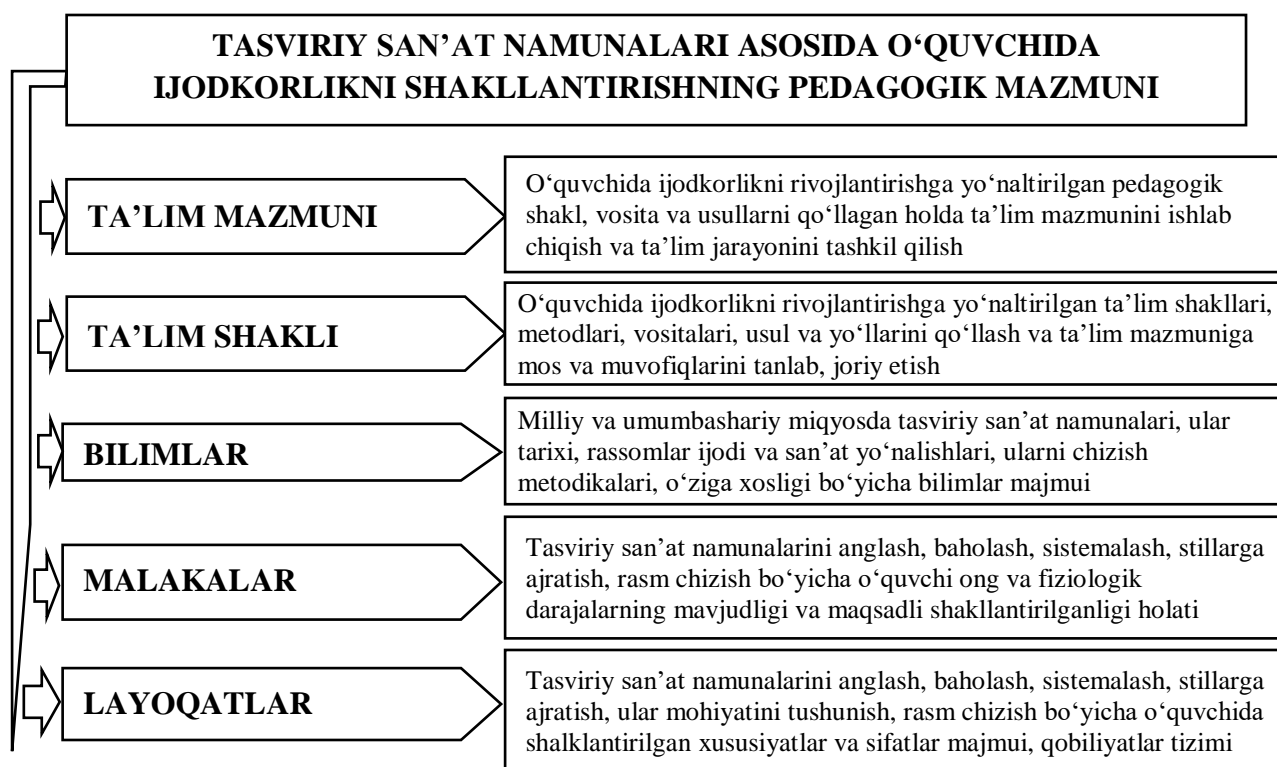 TASVIRIY SAN’AT NAMUNALARI ASOSIDA O‘QUVCHIDA
IJODKORLIKNI SHAKLLANTIRISHNING PEDAGOGIK MAZMUNI
TA’LIM MAZMUNI
O‘quvchida ijodkorlikni rivojlantirishga yo‘naltirilgan pedagogik
shakl, vosita va usullarni qo‘llagan holda ta’lim mazmunini ishlab
chiqish va ta’lim jarayonini tashkil qilish
TA’LIM SHAKLI
O‘quvchida ijodkorlikni rivojlantirishga yo‘naltirilgan ta’lim shakllari,
metodlari, vositalari, usul va yo‘llarini qo‘llash va ta’lim mazmuniga
mos va muvofiqlarini tanlab, joriy etish
BILIMLAR
Milliy va umumbashariy miqyosda tasviriy san’at namunalari, ular
tarixi, rassomlar ijodi va san’at yo‘nalishlari, ularni chizish
metodikalari, o‘ziga xosligi bo‘yicha bilimlar majmui
MALAKALAR
Tasviriy san’at namunalarini anglash, baholash, sistemalash, stillarga
ajratish, rasm chizish bo‘yicha o‘quvchi ong va fiziologik
darajalarning mavjudligi va maqsadli shakllantirilganligi holati
LAYOQATLAR
Tasviriy san’at namunalarini anglash, baholash, sistemalash, stillarga
ajratish, ular mohiyatini tushunish, rasm chizish bo‘yicha o‘quvchida
shalklantirilgan xususiyatlar va sifatlar majmui, qobiliyatlar tizimi